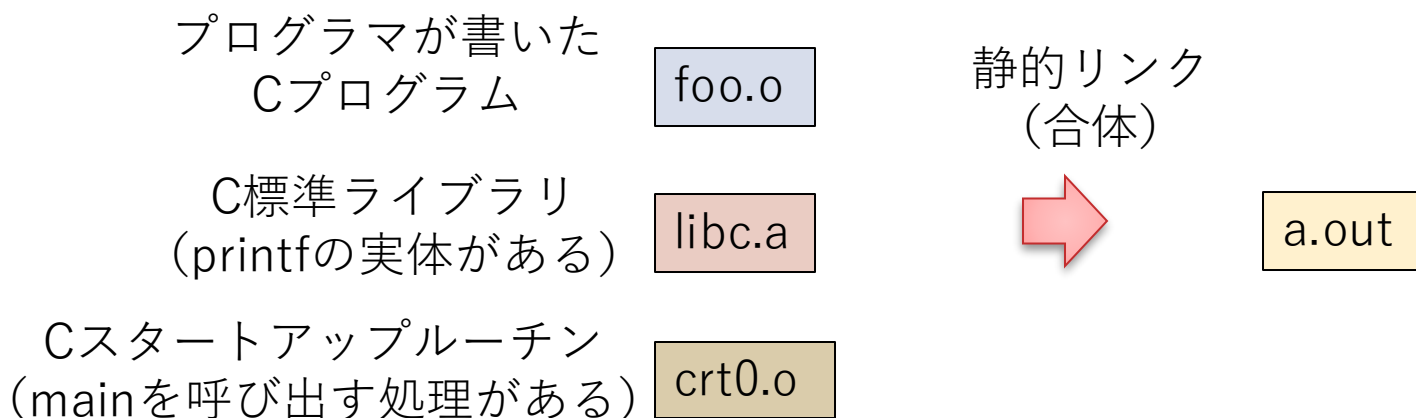 プログラマが書いた
Cプログラム
foo.o
C標準ライブラリ
(printfの実体がある)
libc.a
Cスタートアップルーチン
(mainを呼び出す処理がある)
crt0.o
静的リンク
(合体)
a.out